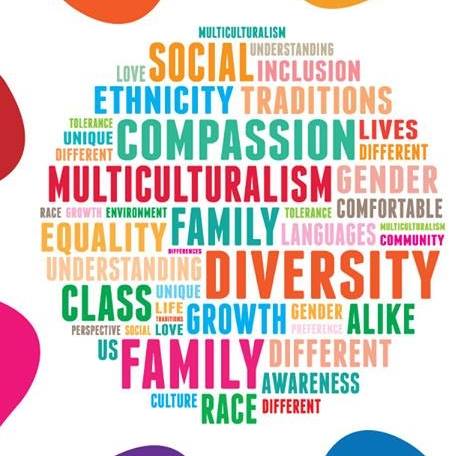 MULTICULTURALISM
SOCIAL UNDERSTANDING
LOVE INCLUSION
ETHNICITY TRADITIONS
TOLERANCE COMPASSION LIVES
UNIQUE
DIFFERENT DIFFERENT
MULTICULTURALISM GENDER
RACE GROWTH ENVIRONMENT FAMILY TOLERANCE COMFORTABLE
EQUALITY LANGUAGES MULTICULTURALISM
COMMUNITY
DIFFERENCES
UNDERSTANDING DIVERSITY
CLASS UNIQUE
LIFE GROWTH GENDER ALIKE
TRADITIONS
PERSPECTIVE SOCIAL LOVE PREFERENCE
US FAMILY DIFFERENT
AWARENESS
CULTURE RACE DIFFERENT